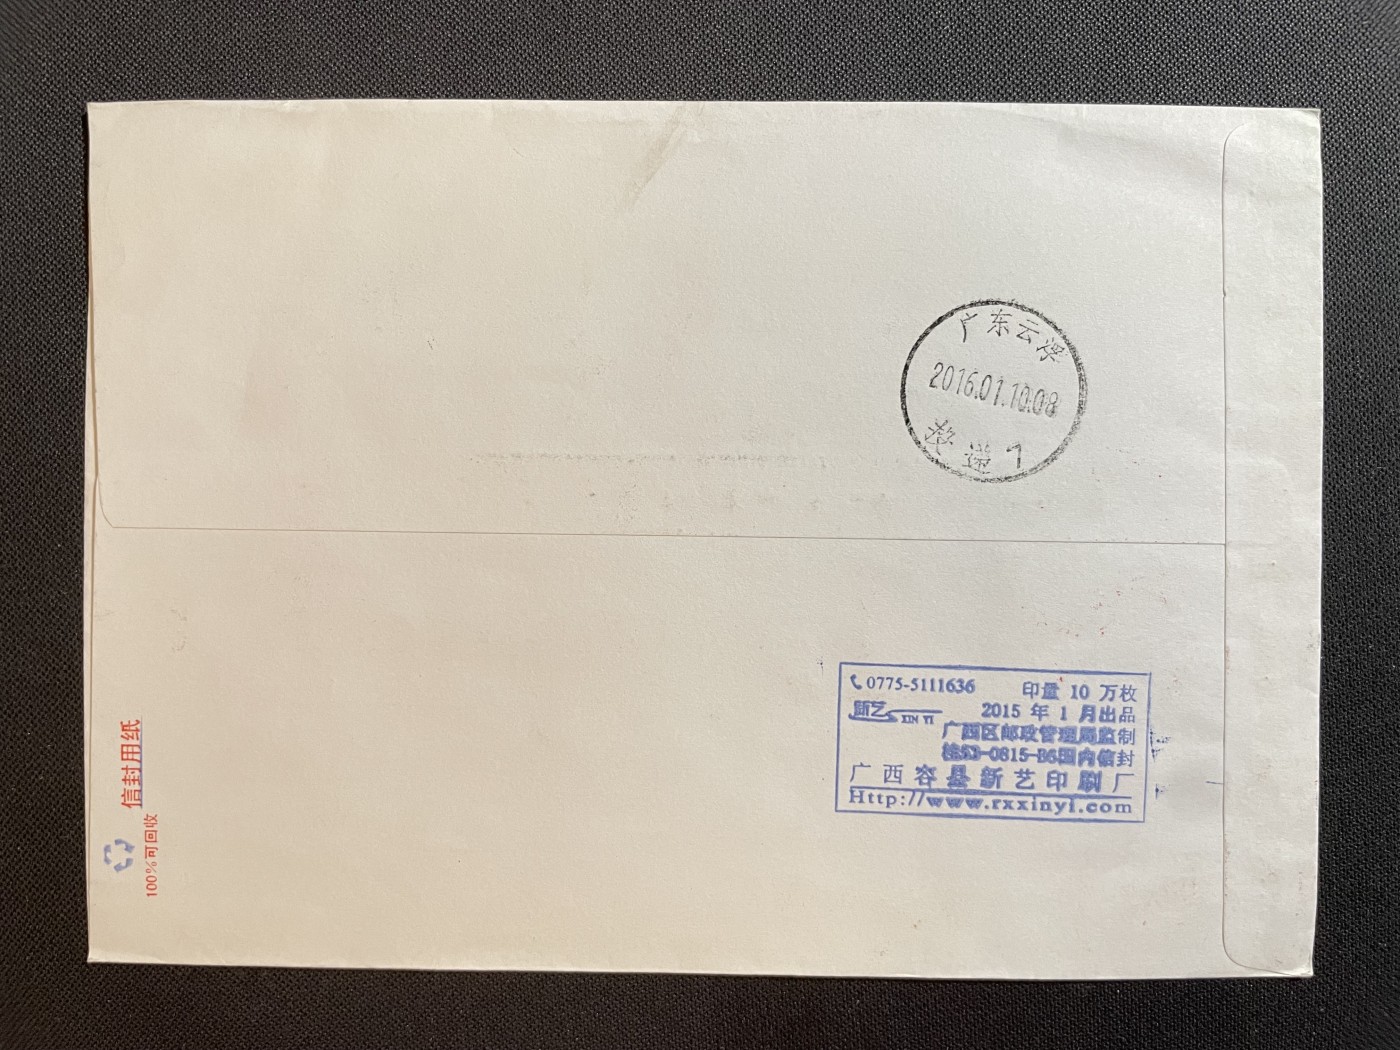 广东云浮
2016.01.10.08
投递1
0775-5111636 印量 10 万枚
新艺 XIN YI 2015 年 1 月出品
广西区邮政管理局监制
桂53-0815-B6国内信封
广西容县新艺印刷厂
Http://www.rxxinyi.com
信封用纸
100%可回收